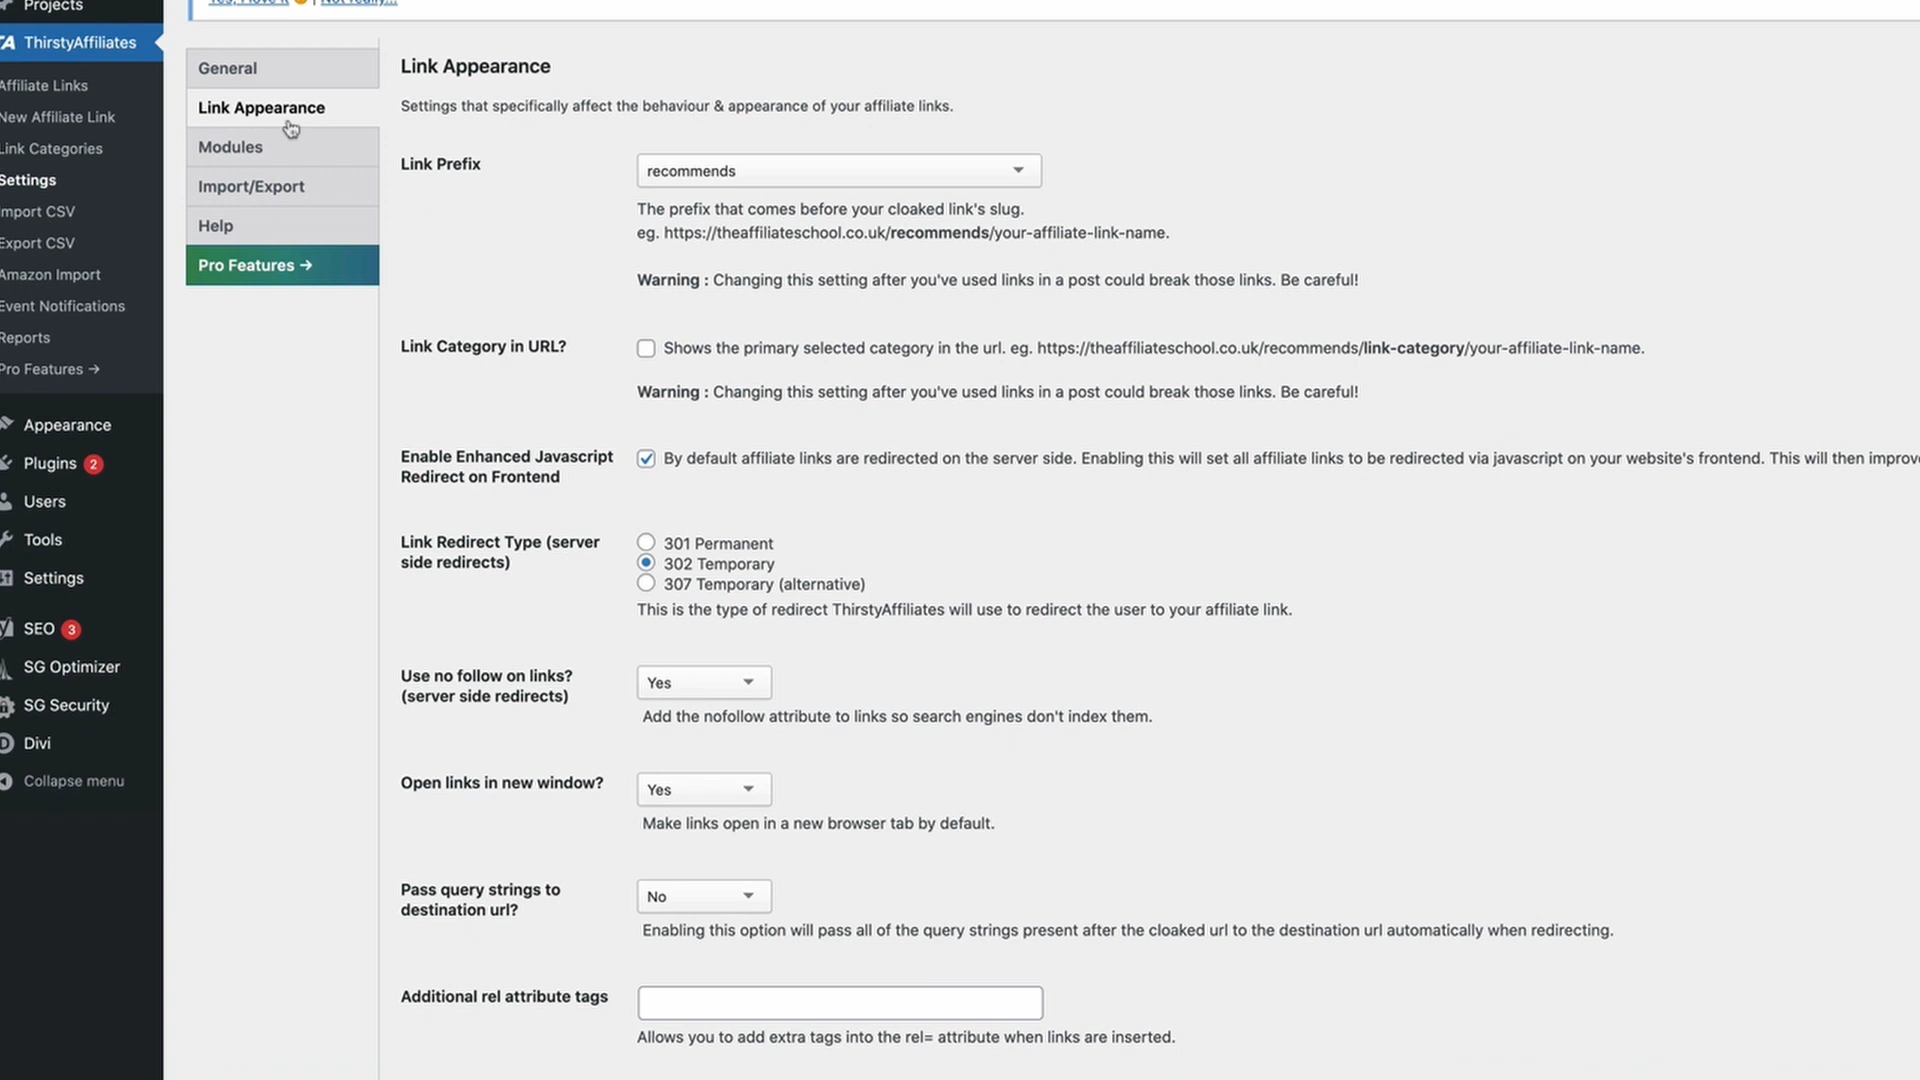 Projects
Yes, I love it | Not really...
TA ThirstyAffiliates
Affiliate Links
New Affiliate Link
Link Categories
Settings
Import CSV
Export CSV
Amazon Import
Event Notifications
Reports
Pro Features →
Appearance
Plugins 2
Users
Tools
Settings
SEO 3
SG Optimizer
SG Security
Divi
Collapse menu
General
Link Appearance
Modules
Import/Export
Help
Pro Features →
Link Appearance
Settings that specifically affect the behaviour & appearance of your affiliate links.
Link Prefix
recommends
The prefix that comes before your cloaked link's slug.
eg. https://theaffiliateschool.co.uk/recommends/your-affiliate-link-name.
Warning : Changing this setting after you've used links in a post could break those links. Be careful!
Link Category in URL?
Shows the primary selected category in the url. eg. https://theaffiliateschool.co.uk/recommends/link-category/your-affiliate-link-name.
Warning : Changing this setting after you've used links in a post could break those links. Be careful!
Enable Enhanced Javascript
Redirect on Frontend
By default affiliate links are redirected on the server side. Enabling this will set all affiliate links to be redirected via javascript on your website's frontend. This will then improv
Link Redirect Type (server
side redirects)
301 Permanent
302 Temporary
307 Temporary (alternative)
This is the type of redirect ThirstyAffiliates will use to redirect the user to your affiliate link.
Use no follow on links?
(server side redirects)
Yes
Add the nofollow attribute to links so search engines don't index them.
Open links in new window?
Yes
Make links open in a new browser tab by default.
Pass query strings to
destination url?
No
Enabling this option will pass all of the query strings present after the cloaked url to the destination url automatically when redirecting.
Additional rel attribute tags
Allows you to add extra tags into the rel= attribute when links are inserted.